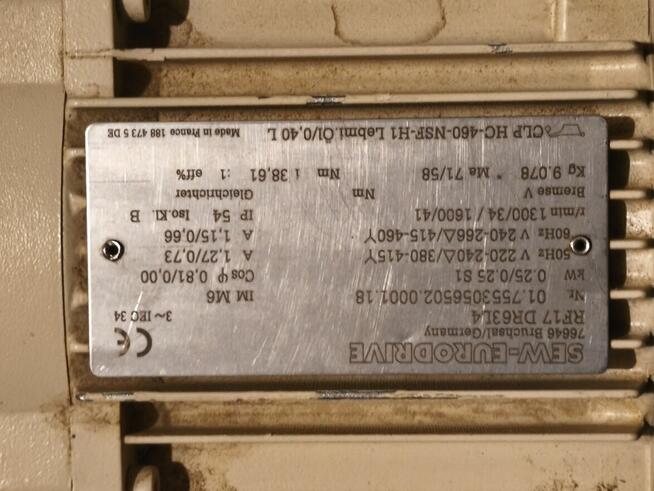 SEW-EURODRIVE
76646 Bruchsal/Germany
RF17 DR63L4 3~ IEC 34
Nr. 01.7553056502.0001.18 IM M6
kW 0.25/0.25 S1 Cos φ 0,81/0,00
50Hz V 220-240△/380-415Y A 1,27/0,73
60Hz V 240-266△/415-460Y A 1,15/0,66
r/min 1300/34 / 1600/41 IP 54 Iso.Kl. B
Bremse V Nm Gleichrichter
Kg 9.078 Ma 71/58 Nm i 38,61 :1 eff%
CLP HC-460-NSF-H1 Lebmi.Öl/0,40 L Made in France 188 473 5 DE